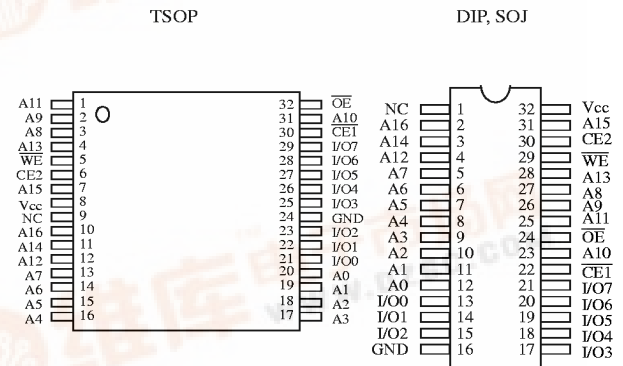 TSOP
DIP, SOJ
A11 1 32 O̅E̅
A9 2 31 A10
A8 3 30 C̅E̅1̅
A13 4 29 I/O7
W̅E̅ 5 28 I/O6
CE2 6 27 I/O5
A15 7 26 I/O4
Vcc 8 25 I/O3
NC 9 24 GND
A16 10 23 I/O2
A14 11 22 I/O1
A12 12 21 I/O0
A7 13 20 A0
A6 14 19 A1
A5 15 18 A2
A4 16 17 A3
NC 1 32 Vcc
A16 2 31 A15
A14 3 30 CE2
A12 4 29 W̅E̅
A7 5 28 A13
A6 6 27 A8
A5 7 26 A9
A4 8 25 A11
A3 9 24 O̅E̅
A2 10 23 A10
A1 11 22 C̅E̅1̅
A0 12 21 I/O7
I/O0 13 20 I/O6
I/O1 14 19 I/O5
I/O2 15 18 I/O4
GND 16 17 I/O3